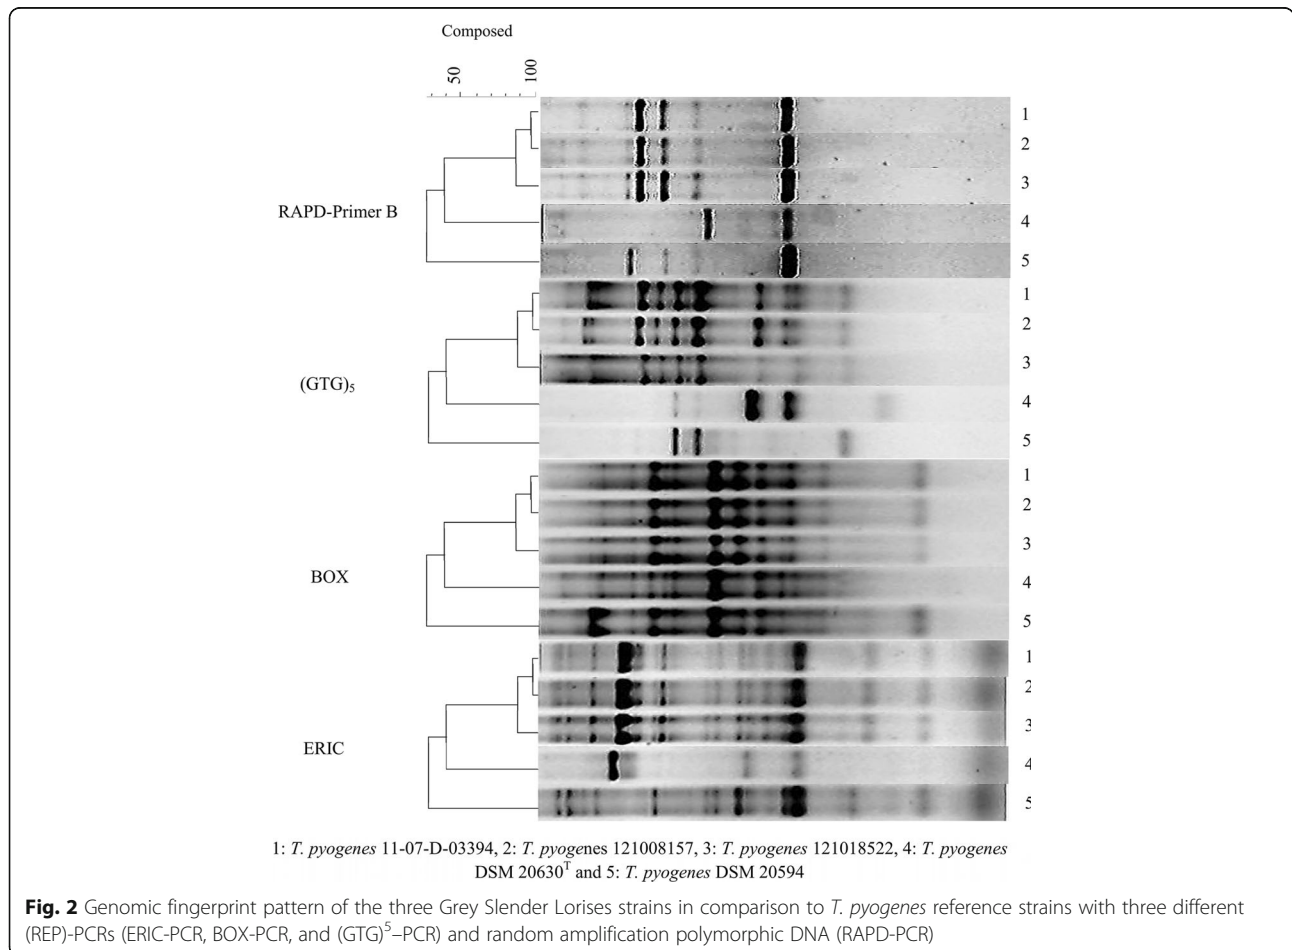 Composed
50 100
1
2
RAPD-Primer B
3
4
5
1
2
(GTG)5
3
4
5
1
2
BOX
3
4
5
1
2
ERIC
3
4
5
1: T. pyogenes 11-07-D-03394, 2: T. pyogenes 121008157, 3: T. pyogenes 121018522, 4: T. pyogenes
DSM 20630T and 5: T. pyogenes DSM 20594
Fig. 2 Genomic fingerprint pattern of the three Grey Slender Lorises strains in comparison to T. pyogenes reference strains with three different
(REP)-PCRs (ERIC-PCR, BOX-PCR, and (GTG)5–PCR) and random amplification polymorphic DNA (RAPD-PCR)